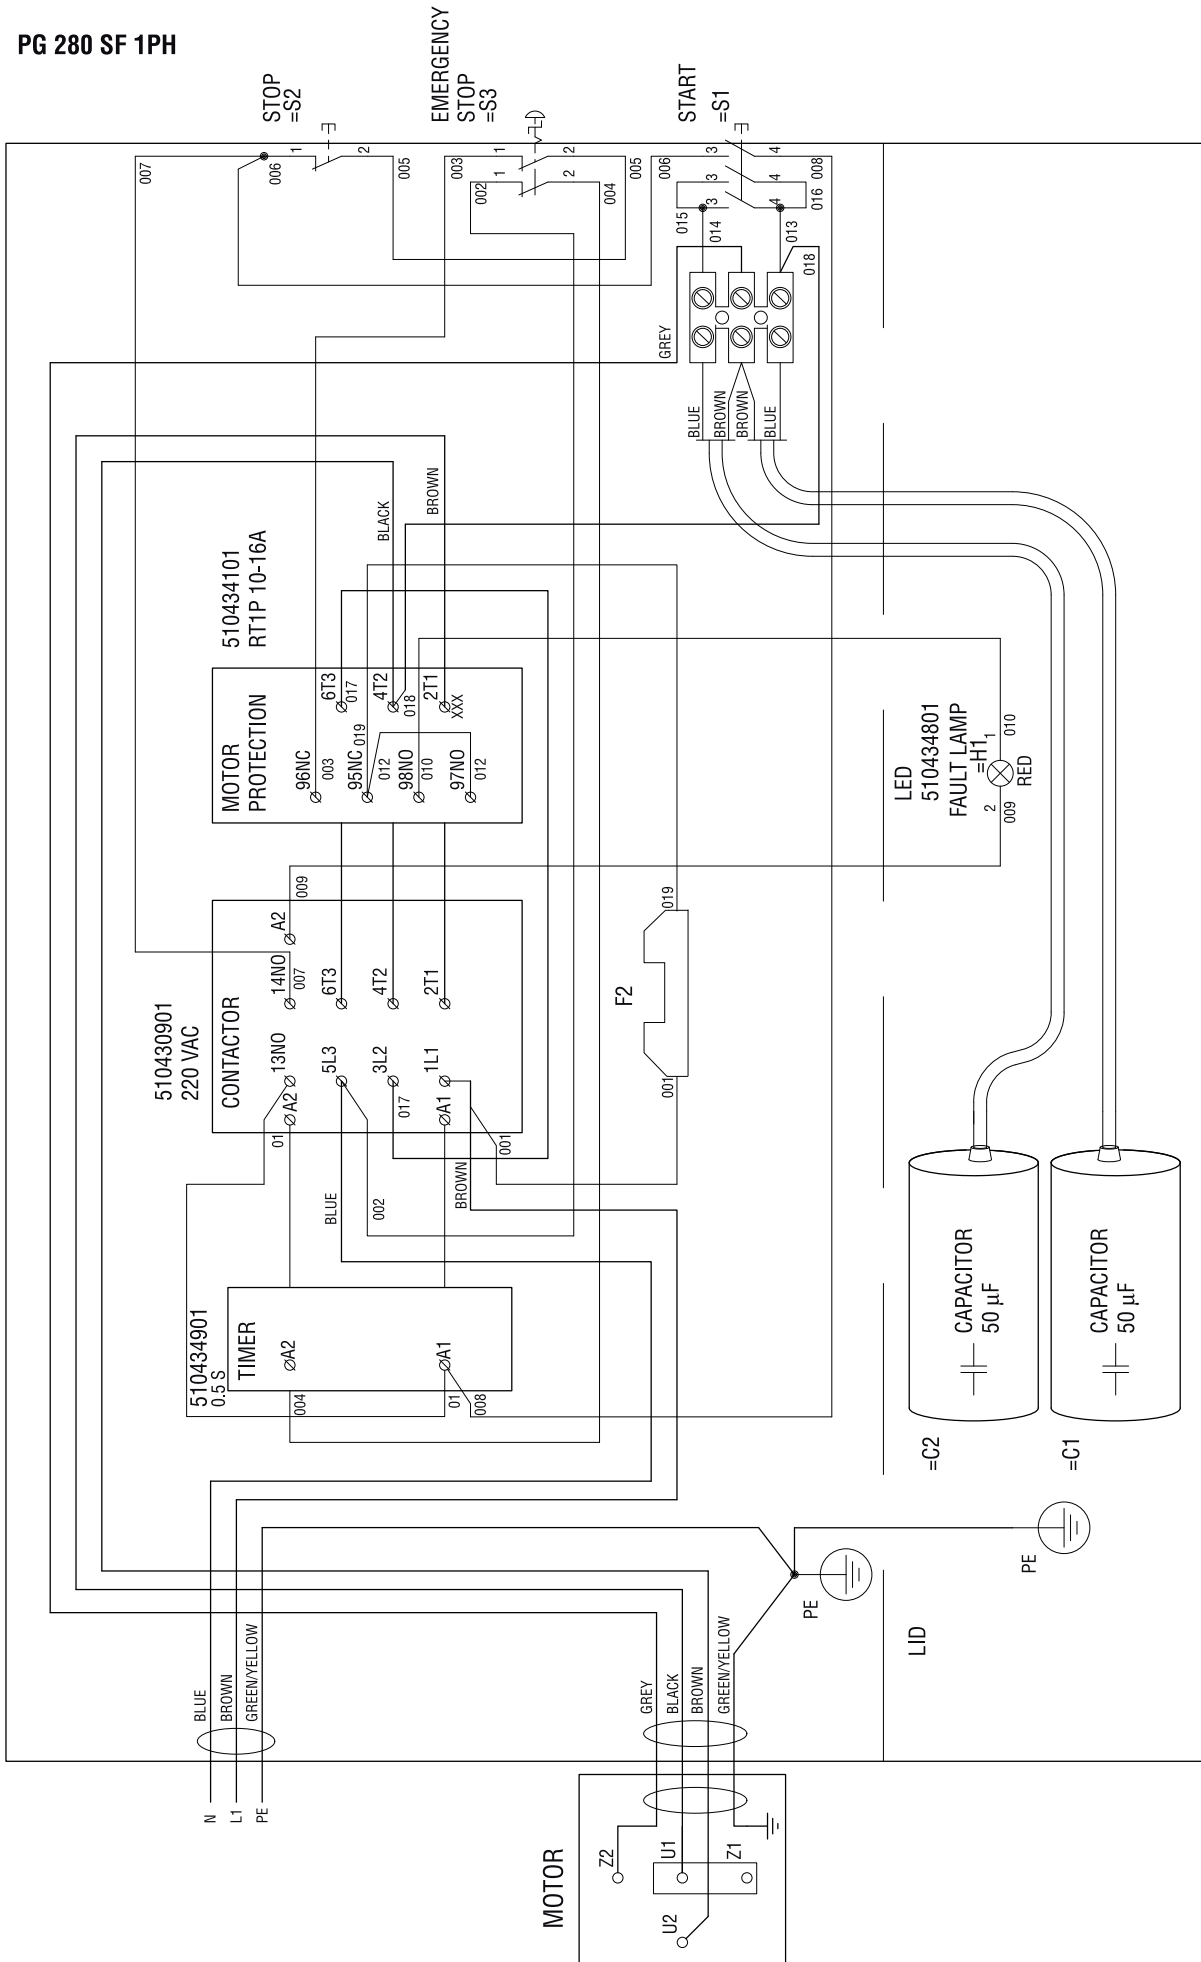 PG 280 SF 1PH
STOP
=S2
EMERGENCY
STOP
=S3
START
=S1
007
006
1
2
005
003
002
1
1
2
2
005
004
006
3
3
3
4
4
4
008
016
015
014
013
018
GREY
BLUE
BROWN
BROWN
BLUE
BLACK
BROWN
510434101
RT1P 10-16A
MOTOR
PROTECTION
96NC
003
95NC
019
012
98NO
010
97NO
012
6T3
017
4T2
018
2T1
XXX
LED
510434801
FAULT LAMP
=H1
1
010
2
009
RED
510430901
220 VAC
CONTACTOR
A2
009
14NO
007
6T3
4T2
2T1
13NO
5L3
3L2
1L1
A2
01
017
A1
001
F2
019
001
BLUE
002
BROWN
510434901
0.5 S
TIMER
A2
A1
004
01
008
CAPACITOR
50 µF
=C2
CAPACITOR
50 µF
=C1
PE
PE
LID
BLUE
BROWN
GREEN/YELLOW
N
L1
PE
GREY
BLACK
BROWN
GREEN/YELLOW
MOTOR
Z2
U1
Z1
U2